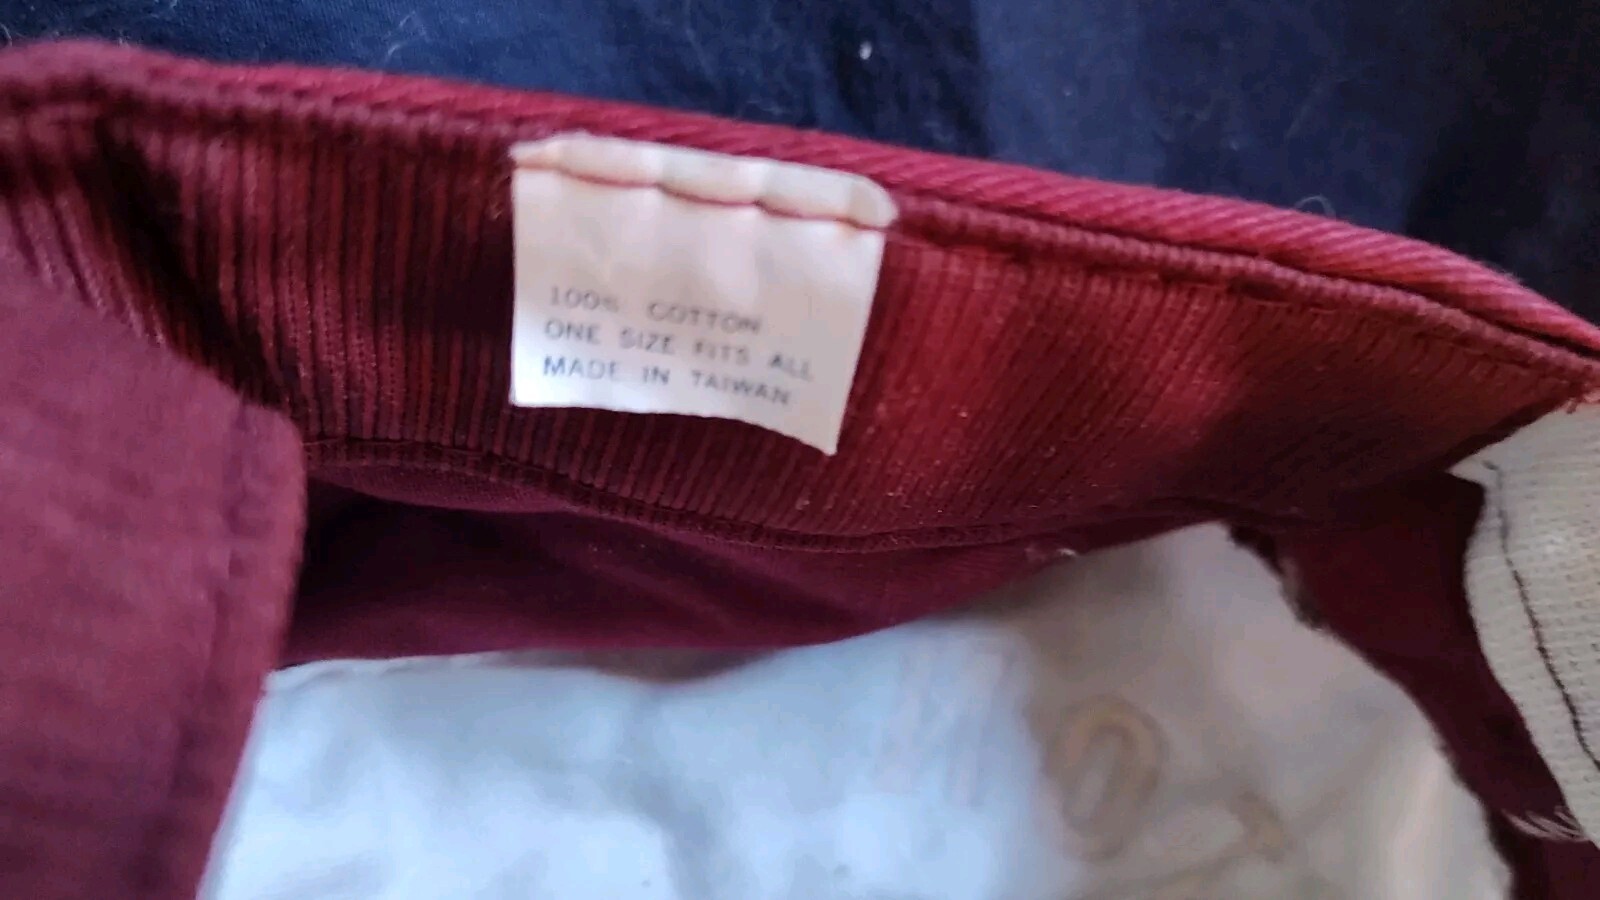 100% COTTON
ONE SIZE FITS ALL
MADE IN TAIWAN